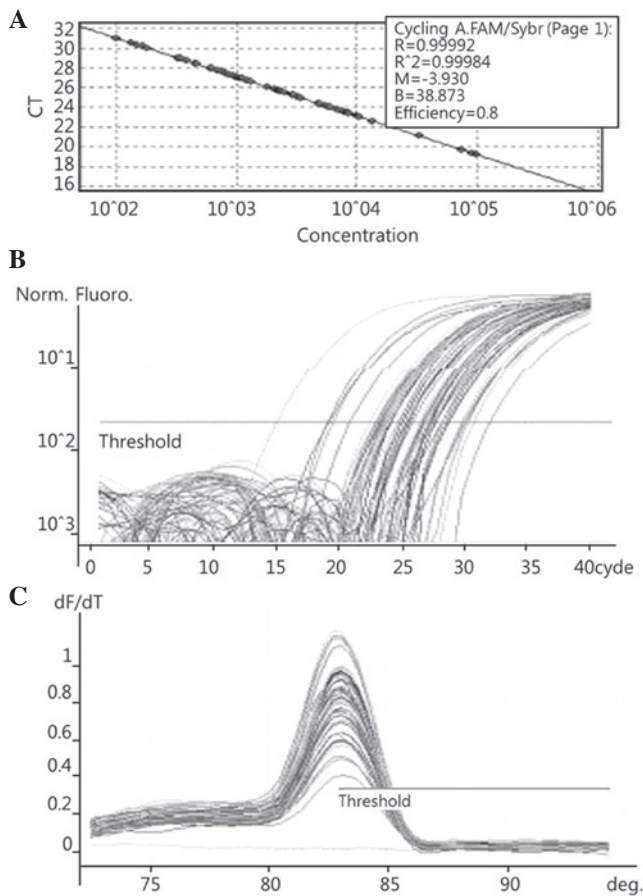 A
32
30
28
26
24
22
20
18
16
CT
Cycling A.FAM/Sybr (Page 1):
R=0.99992
R^2=0.99984
M=-3.930
B=38.873
Efficiency=0.8
10^02 10^03 10^04 10^05 10^06
Concentration
B
Norm. Fluoro.
10^1
10^2
10^3
Threshold
0 5 10 15 20 25 30 35 40cycle
C
dF/dT
1
0.8
0.6
0.4
0.2
0
Threshold
75 80 85 90 deg.